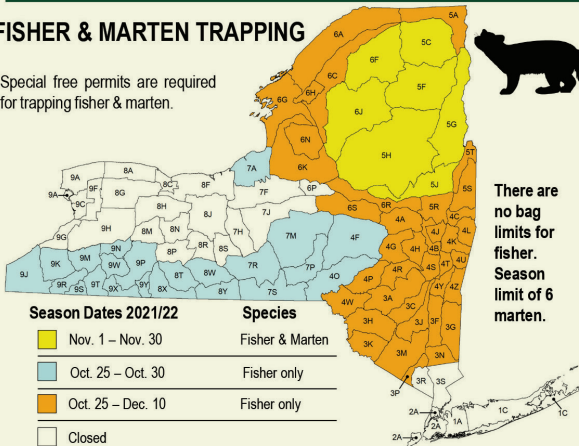 FISHER & MARTEN TRAPPING
Special free permits are required
for trapping fisher & marten.
5A
6A
5C
6F
6C
6H
5F
6G
6J
5G
6N
5H
7A
6K
5T
9A
8A
8C
8F
7F
6P
5J
5S
9A
9F
9C
8G
6S
6R
5R
4C
8H
8J
7J
4A
4J
4L
9G
9H
8M
8N
7H
7M
4F
4G
4H
4B
4K
8P
8R
8S
4S
4T
4U
9J
9K
9M
9N
9W
9P
8T
8W
7R
7P
4O
4P
4R
4Y
4Z
9R
9S
9T
9X
9Y
8X
8Y
7S
4W
3A
3C
3H
3J
3F
3G
3K
3M
3N
3P
3R
3S
2A
2A
2A
1A
1C
1C
There are
no bag
limits for
fisher.
Season
limit of 6
marten.
Season Dates 2021/22 Species
Nov. 1 – Nov. 30 Fisher & Marten
Oct. 25 – Oct. 30 Fisher only
Oct. 25 – Dec. 10 Fisher only
Closed